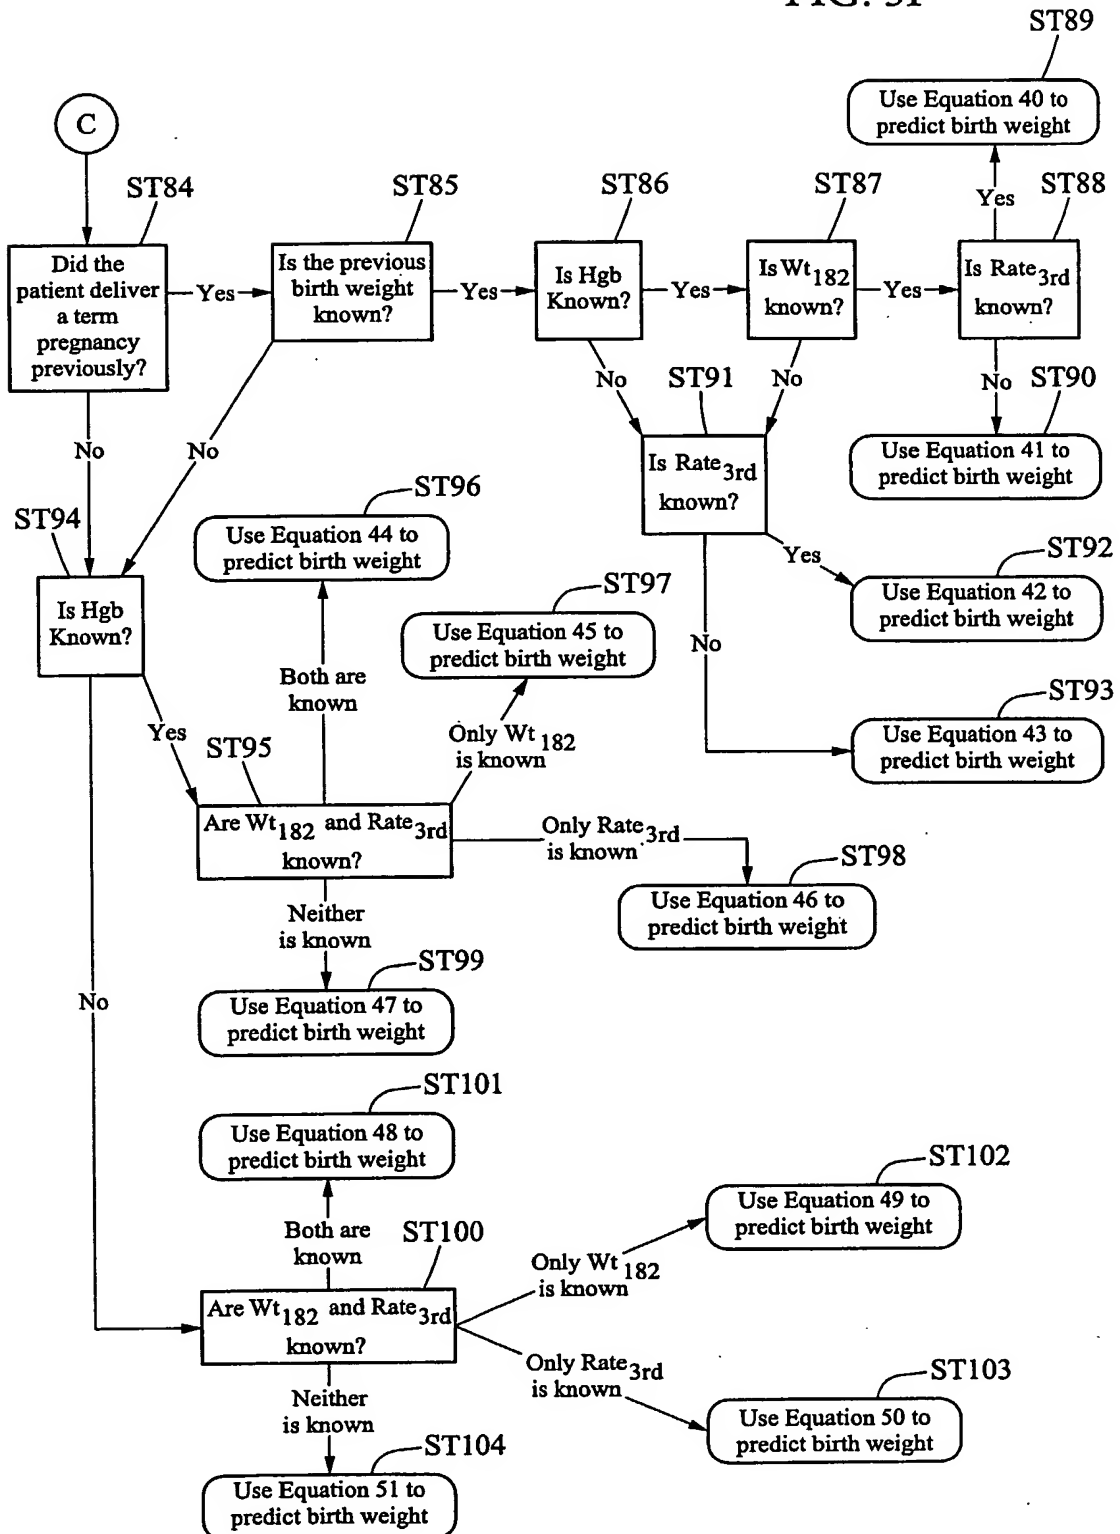 FIG. 3F
ST89
Use Equation 40 to
predict birth weight
C
ST84
ST85
ST86
ST87
Yes
ST88
Did the
patient deliver
a term
pregnancy
previously?
Yes
Is the previous
birth weight
known?
Yes
Is Hgb
Known?
Yes
Is Wt182
known?
Yes
Is Rate3rd
known?
No
ST91
No
No
ST90
No
No
Is Rate3rd
known?
Use Equation 41 to
predict birth weight
ST94
ST96
Use Equation 44 to
predict birth weight
Yes
ST92
Use Equation 42 to
predict birth weight
Is Hgb
Known?
ST97
Use Equation 45 to
predict birth weight
No
Both are
known
Yes
ST95
Only Wt182
is known
ST93
Use Equation 43 to
predict birth weight
Are Wt182 and Rate3rd
known?
Only Rate3rd
is known
ST98
Use Equation 46 to
predict birth weight
Neither
is known
ST99
Use Equation 47 to
predict birth weight
No
ST101
Use Equation 48 to
predict birth weight
ST102
Use Equation 49 to
predict birth weight
Both are
known
ST100
Only Wt182
is known
Are Wt182 and Rate3rd
known?
Only Rate3rd
is known
ST103
Use Equation 50 to
predict birth weight
Neither
is known
ST104
Use Equation 51 to
predict birth weight